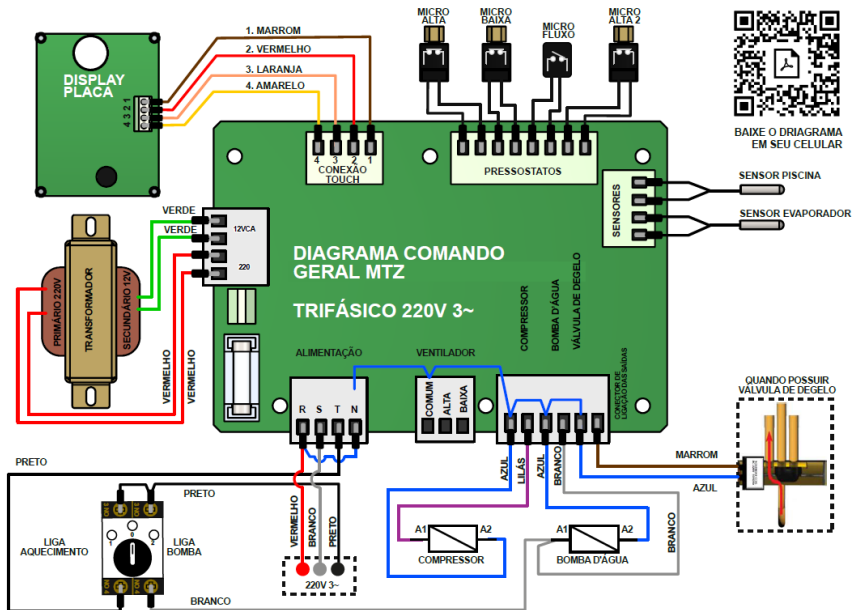 MICRO
ALTA
MICRO
BAIXA
MICRO
FLUXO
MICRO
ALTA 2
1. MARROM
2. VERMELHO
3. LARANJA
4. AMARELO
DISPLAY
PLACA
4 3 2 1
4 3 2 1
CONEXÃO
TOUCH
PRESSOSTATOS
BAIXE O DRIAGRAMA
EM SEU CELULAR
SENSORES
SENSOR PISCINA
SENSOR EVAPORADOR
VERDE
VERDE
12VCA
220
PRIMÁRIO 220V
TRANSFORMADOR
SECUNDÁRIO 12V
VERMELHO
VERMELHO
DIAGRAMA COMANDO
GERAL MTZ
TRIFÁSICO 220V 3~
COMPRESSOR
BOMBA D'ÁGUA
VÁLVULA DE DEGELO
ALIMENTAÇÃO
R S T N
VENTILADOR
COMUM
ALTA
BAIXA
CONECTOR DE
LIGAÇÃO DAS SAÍDAS
QUANDO POSSUIR
VALVULA DE DEGELO
MARROM
AZUL
AZUL
LILÁS
AZUL
BRANCO
PRETO
PRETO
LIGA
AQUECIMENTO
1 0 2
LIGA
BOMBA
VERMELHO
BRANCO
PRETO
220V 3~
A1 A2
COMPRESSOR
A1 A2
BOMBA D'ÁGUA
BRANCO
BRANCO